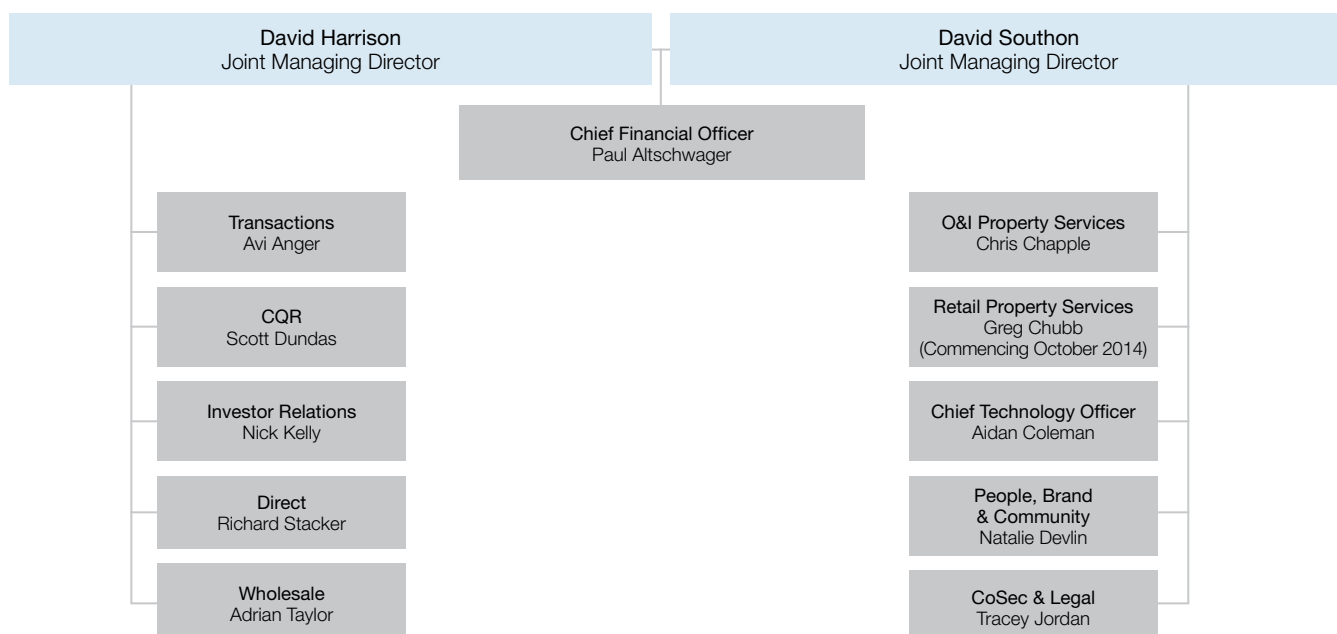 David Harrison
Joint Managing Director
David Southon
Joint Managing Director
Chief Financial Officer
Paul Altschwager
Transactions
Avi Anger
CQR
Scott Dundas
Investor Relations
Nick Kelly
Direct
Richard Stacker
Wholesale
Adrian Taylor
O&I Property Services
Chris Chapple
Retail Property Services
Greg Chubb
(Commencing October 2014)
Chief Technology Officer
Aidan Coleman
People, Brand
& Community
Natalie Devlin
CoSec & Legal
Tracey Jordan